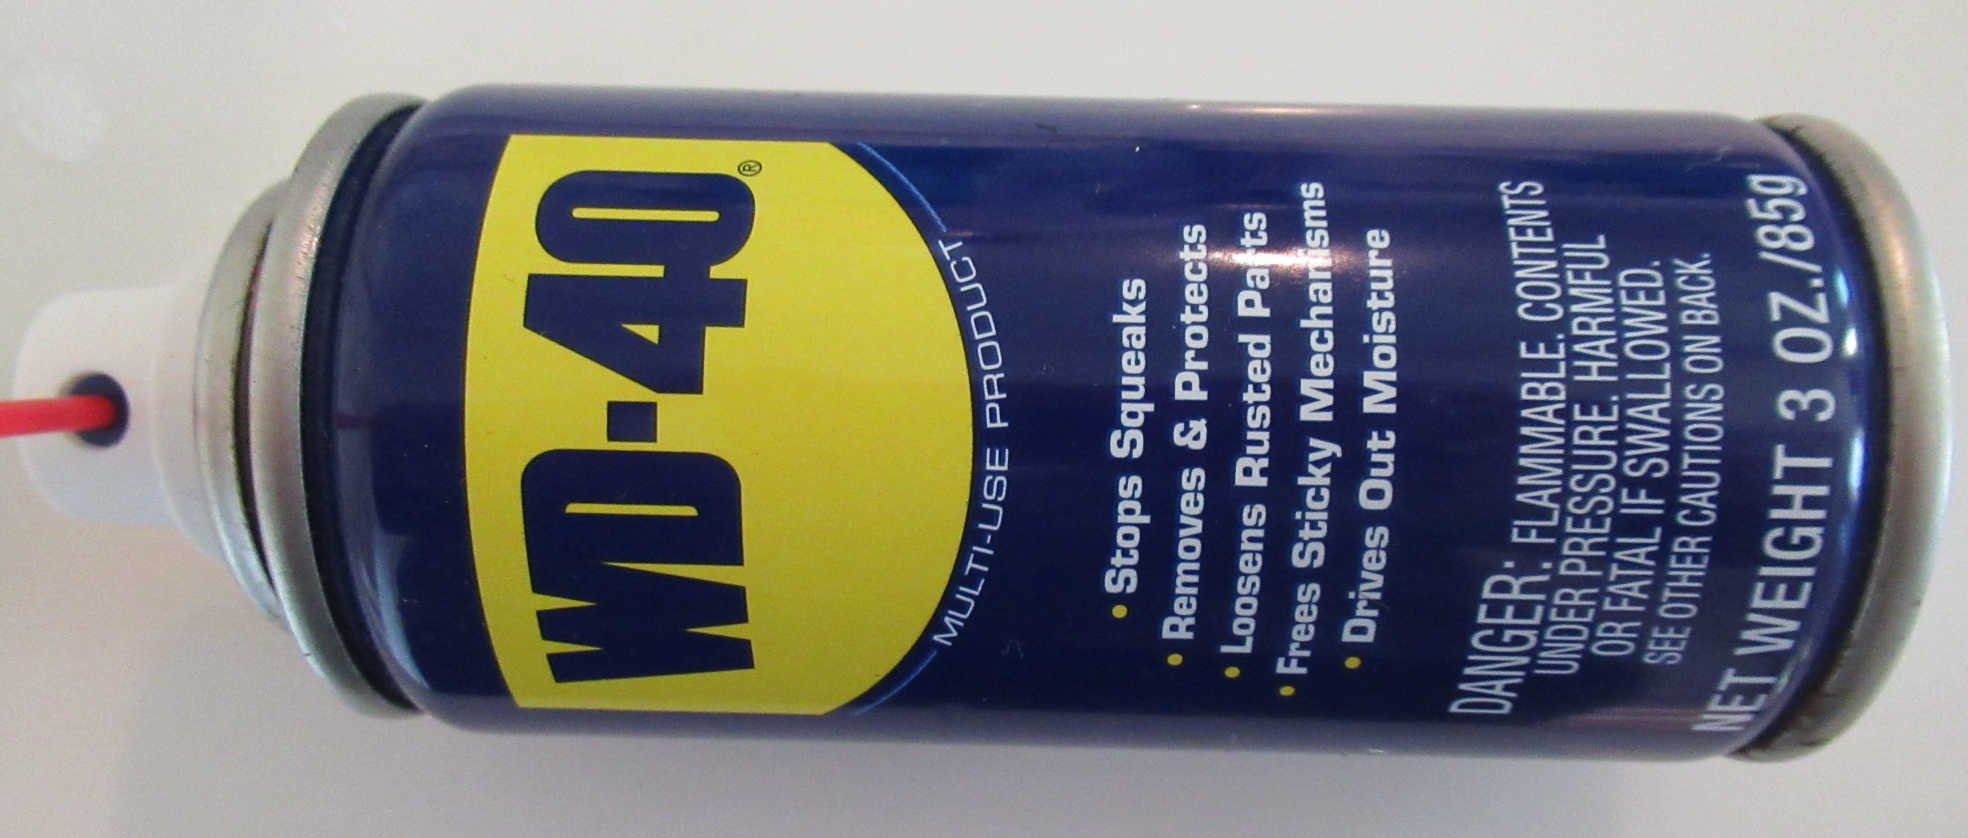 WD-40®
MULTI-USE PRODUCT
• Stops Squeaks
• Removes & Protects
• Loosens Rusted Parts
• Frees Sticky Mechanisms
• Drives Out Moisture
DANGER: FLAMMABLE. CONTENTS
UNDER PRESSURE. HARMFUL
OR FATAL IF SWALLOWED.
SEE OTHER CAUTIONS ON BACK.
NET WEIGHT 3 OZ./85g